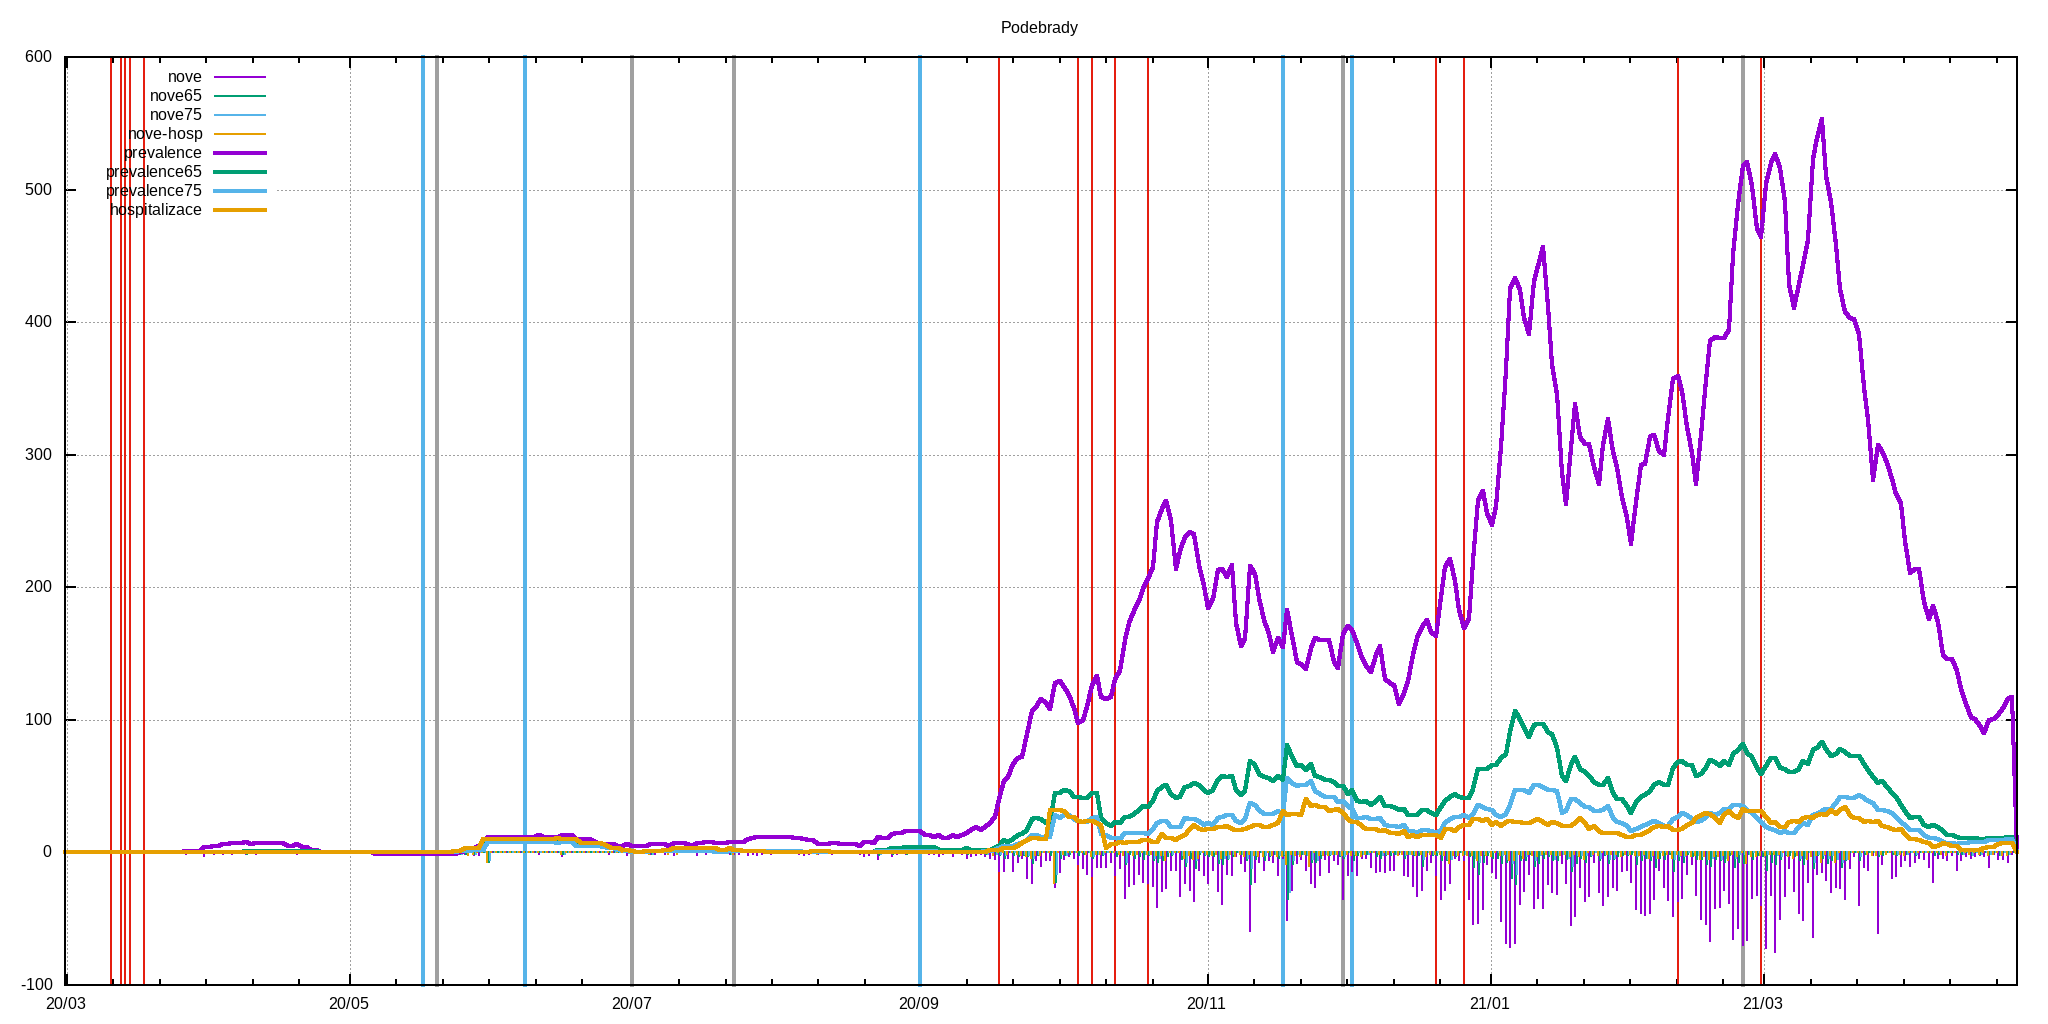 Podebrady
600
500
400
300
200
100
0
-100
nove
nove65
nove75
nove-hosp
prevalence
prevalence65
prevalence75
hospitalizace
20/03 20/05 20/07 20/09 20/11 21/01 21/03